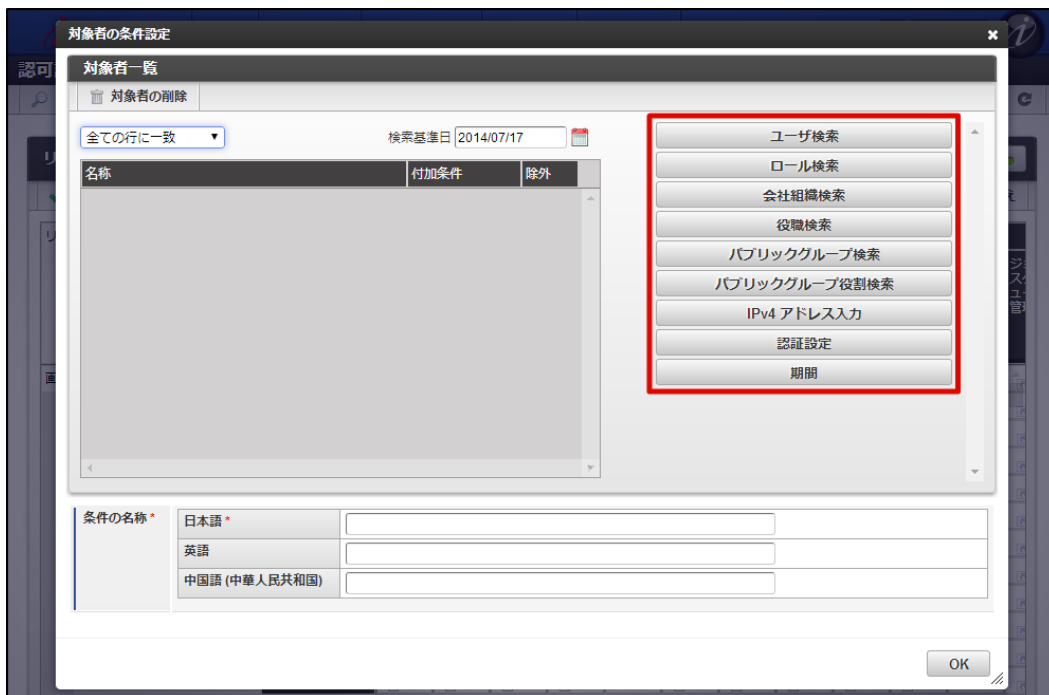 対象者の条件設定
認可
対象者一覧
対象者の削除
全ての行に一致
検索基準日 2014/07/17
名称 付加条件 除外
ユーザ検索
ロール検索
会社組織検索
役職検索
パブリックグループ検索
パブリックグループ役割検索
IPv4 アドレス入力
認証設定
期間
条件の名称* 日本語*
英語
中国語 (中華人民共和国)
OK